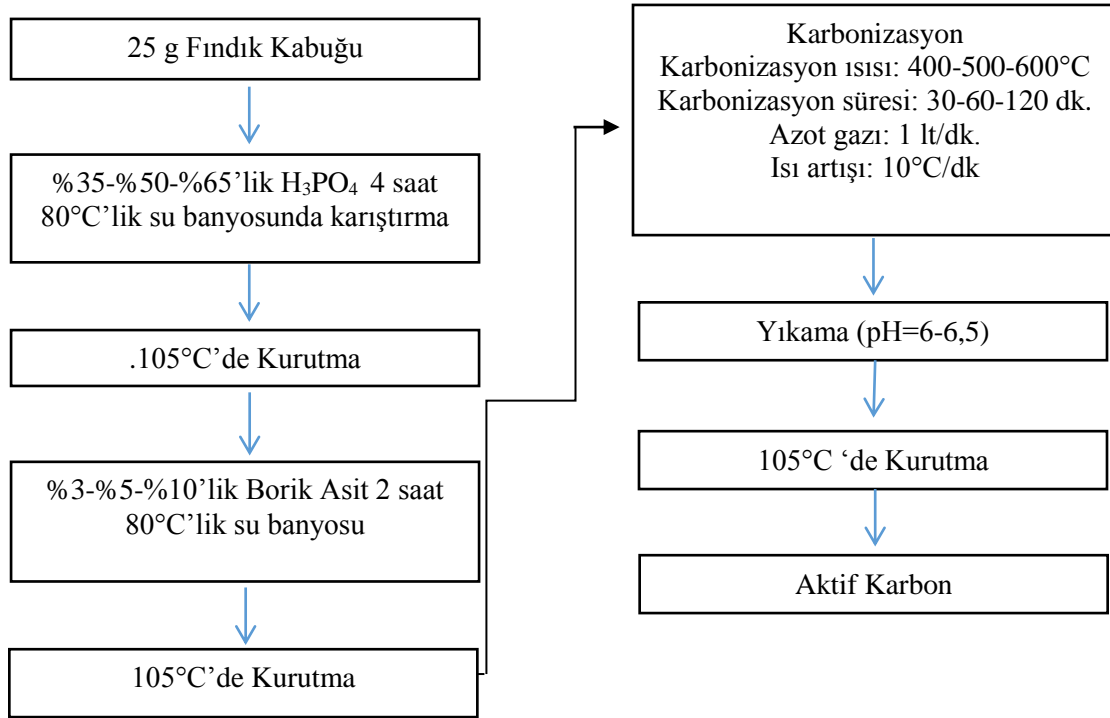 25 g Fındık Kabuğu
%35-%50-%65’lik H₃PO₄ 4 saat
80°C’lik su banyosunda karıştırma
.105°C’de Kurutma
%3-%5-%10’lik Borik Asit 2 saat
80°C’lik su banyosu
105°C’de Kurutma
Karbonizasyon
Karbonizasyon ısısı: 400-500-600°C
Karbonizasyon süresi: 30-60-120 dk.
Azot gazı: 1 lt/dk.
Isı artışı: 10°C/dk
Yıkama (pH=6-6,5)
105°C ‘de Kurutma
Aktif Karbon